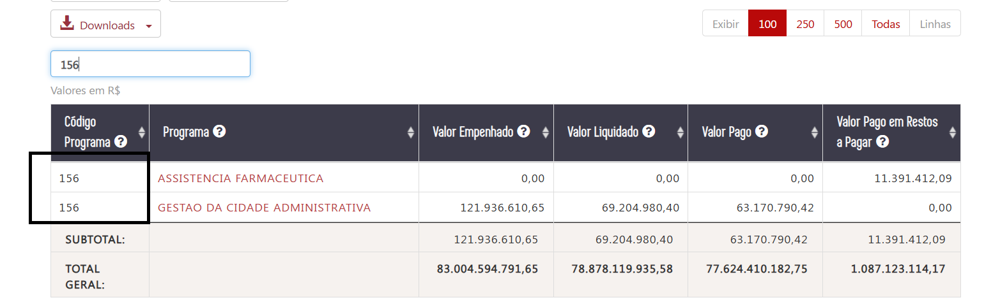 Downloads
Exibir 100 250 500 Todas Linhas
156
Valores em R$
Código Programa ? Programa ? Valor Empenhado ? Valor Liquidado ? Valor Pago ? Valor Pago em Restos a Pagar ?
156 ASSISTENCIA FARMACEUTICA 0,00 0,00 0,00 11.391.412,09
156 GESTAO DA CIDADE ADMINISTRATIVA 121.936.610,65 69.204.980,40 63.170.790,42 0,00
SUBTOTAL: 121.936.610,65 69.204.980,40 63.170.790,42 11.391.412,09
TOTAL GERAL: 83.004.594.791,65 78.878.119.935,58 77.624.410.182,75 1.087.123.114,17